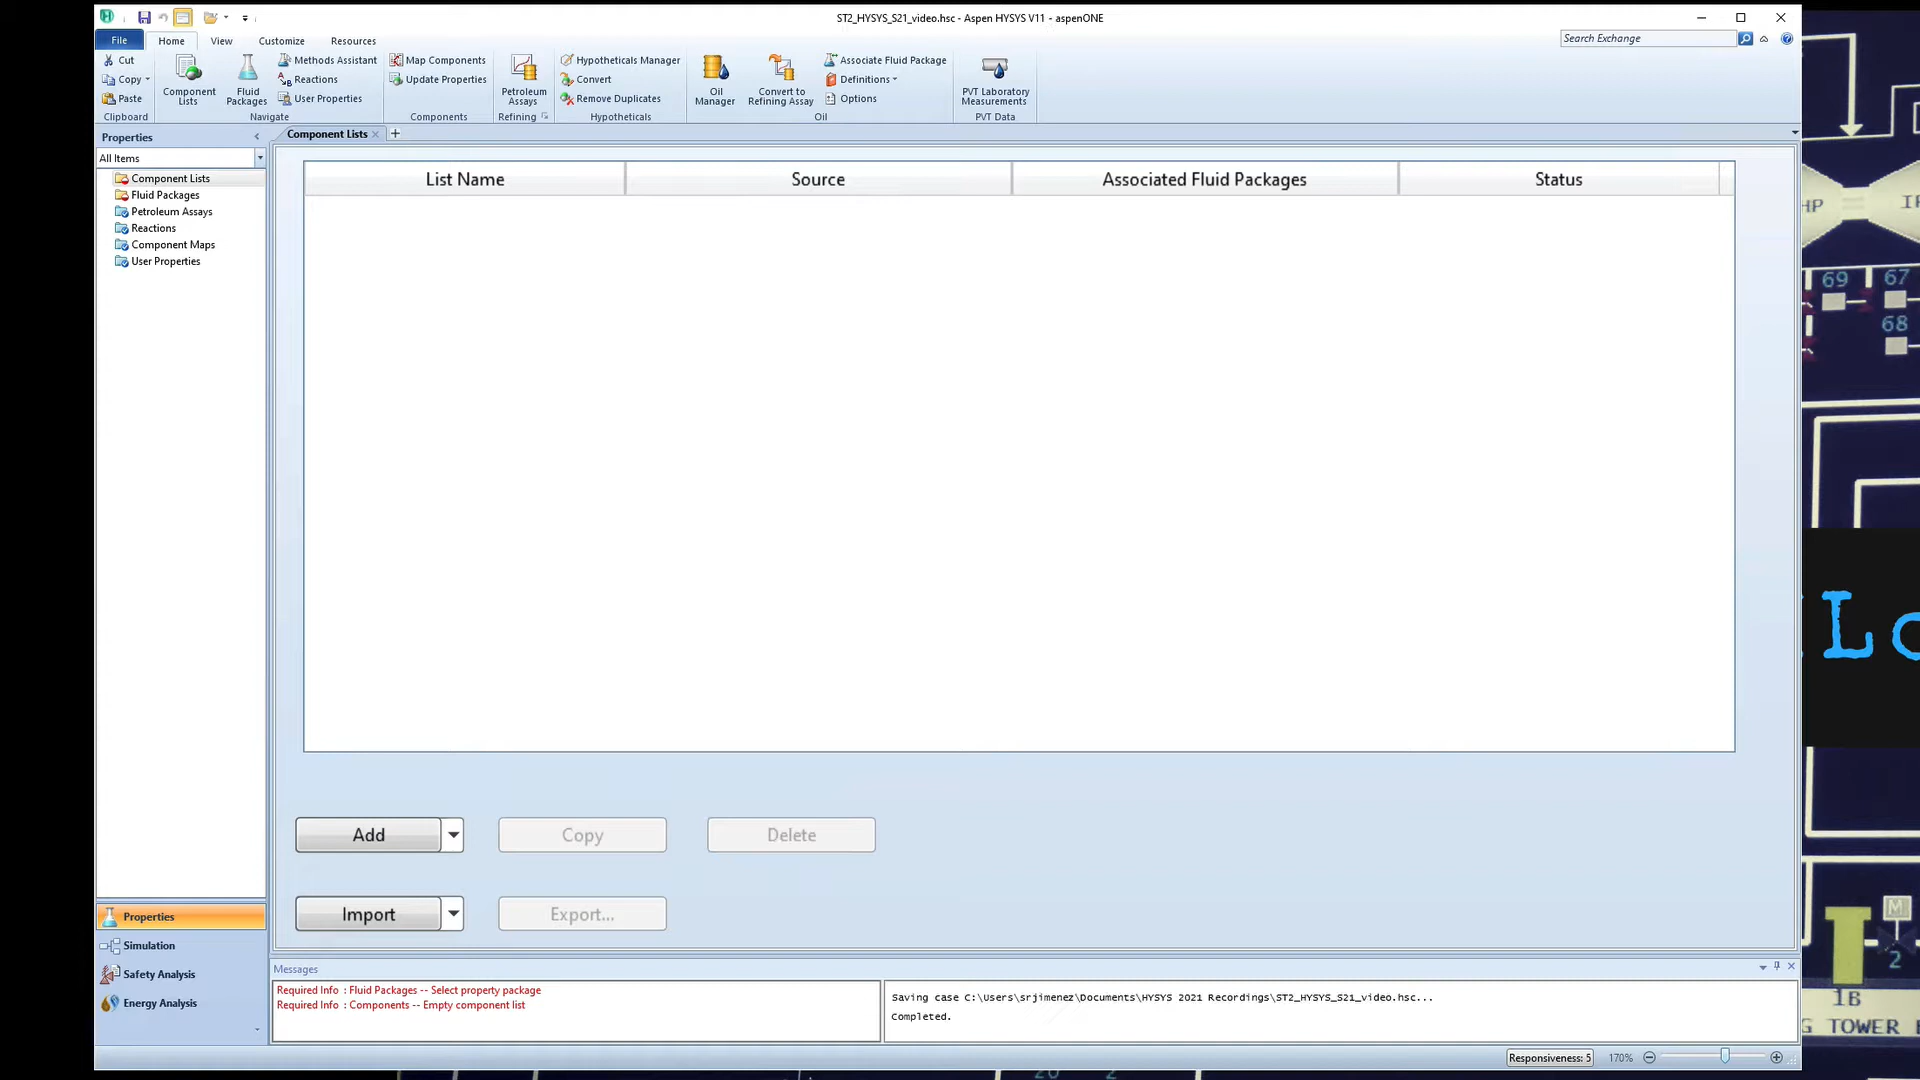 ST2_HYSYS_S21_video.hsc - Aspen HYSYS V11 - aspenONE
File Home View Customize Resources
Search Exchange
Cut
Copy
Paste
Clipboard
Component Lists
Fluid Packages
Methods Assistant
Reactions
User Properties
Navigate
Map Components
Update Properties
Components
Petroleum Assays
Refining
Hypotheticals Manager
Convert
Remove Duplicates
Hypotheticals
Oil Manager
Convert to Refining Assay
Associate Fluid Package
Definitions
Options
Oil
PVT Laboratory Measurements
PVT Data
Properties
All Items
Component Lists
Fluid Packages
Petroleum Assays
Reactions
Component Maps
User Properties
Component Lists
List Name Source Associated Fluid Packages Status
Add Copy Delete
Import Export...
Properties
Simulation
Safety Analysis
Energy Analysis
Messages
Required Info : Fluid Packages -- Select property package
Required Info : Components -- Empty component list
Saving case C:\Users\srjimenez\Documents\HYSYS 2021 Recordings\ST2_HYSYS_S21_video.hsc...
Completed.
Responsiveness: 5 170%
HP
69 67
68
M
2
1B
G TOWER
20 2